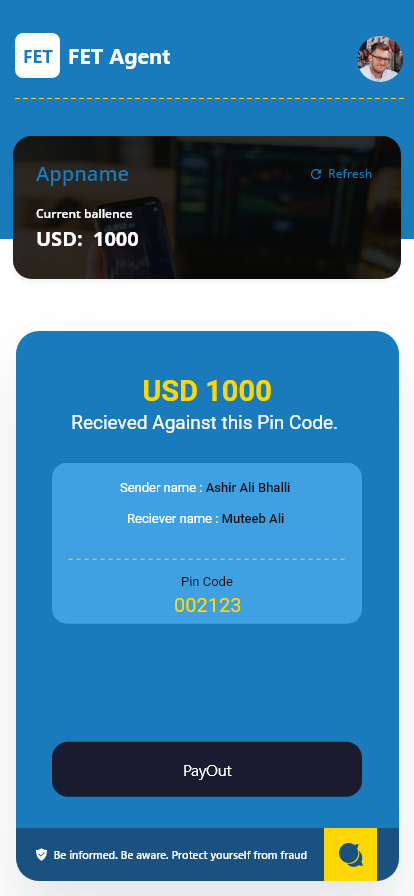 FET FET Agent
Appname
Refresh
Current ballence
USD: 1000
USD 1000
Recieved Against this Pin Code.
Sender name : Ashir Ali Bhalli
Reciever name : Muteeb Ali
Pin Code
002123
PayOut
Be informed. Be aware. Protect yourself from fraud